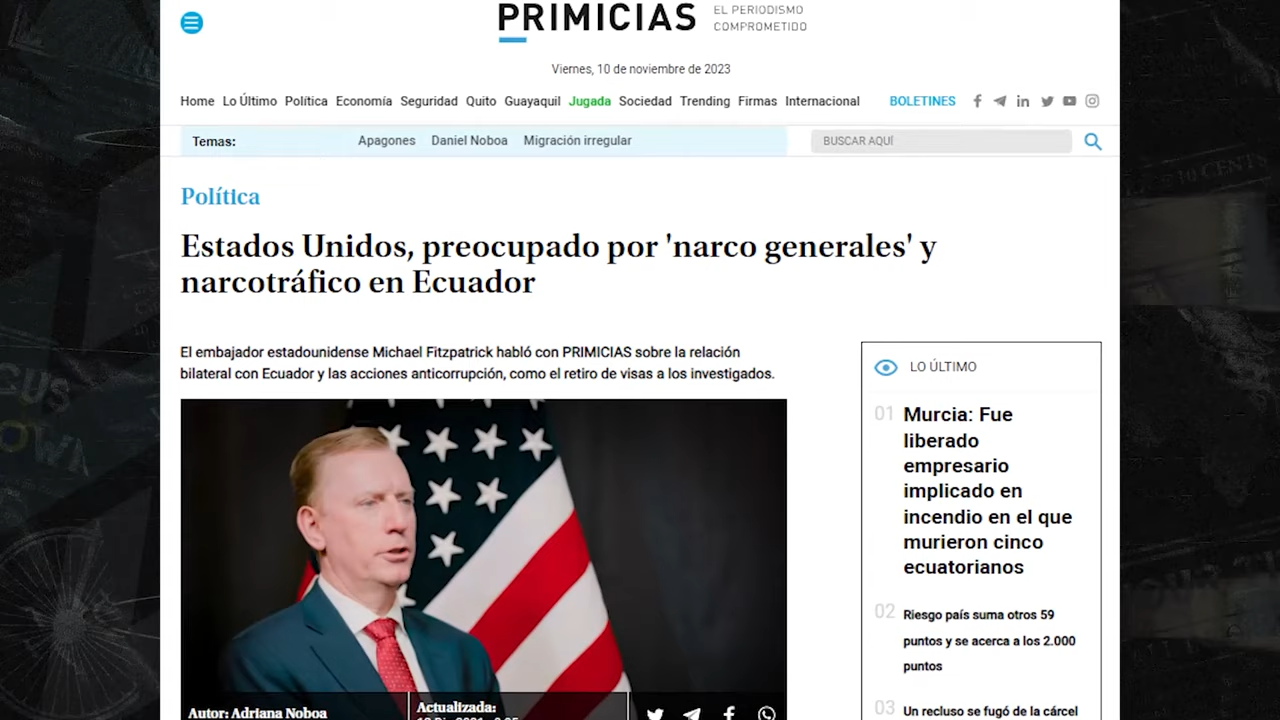 PRIMICIAS
EL PERIODISMO
COMPROMETIDO
Viernes, 10 de noviembre de 2023
Home Lo Último Política Economía Seguridad Quito Guayaquil Jugada Sociedad Trending Firmas Internacional BOLETINES
Temas: Apagones Daniel Noboa Migración irregular BUSCAR AQUÍ
Política
Estados Unidos, preocupado por 'narco generales' y
narcotráfico en Ecuador
El embajador estadounidense Michael Fitzpatrick habló con PRIMICIAS sobre la relación
bilateral con Ecuador y las acciones anticorrupción, como el retiro de visas a los investigados.
Autor: Adriana Noboa
Actualizada:
LO ÚLTIMO
01 Murcia: Fue
liberado
empresario
implicado en
incendio en el que
murieron cinco
ecuatorianos
02 Riesgo país suma otros 59
puntos y se acerca a los 2.000
puntos
03 Un recluso se fugó de la cárcel